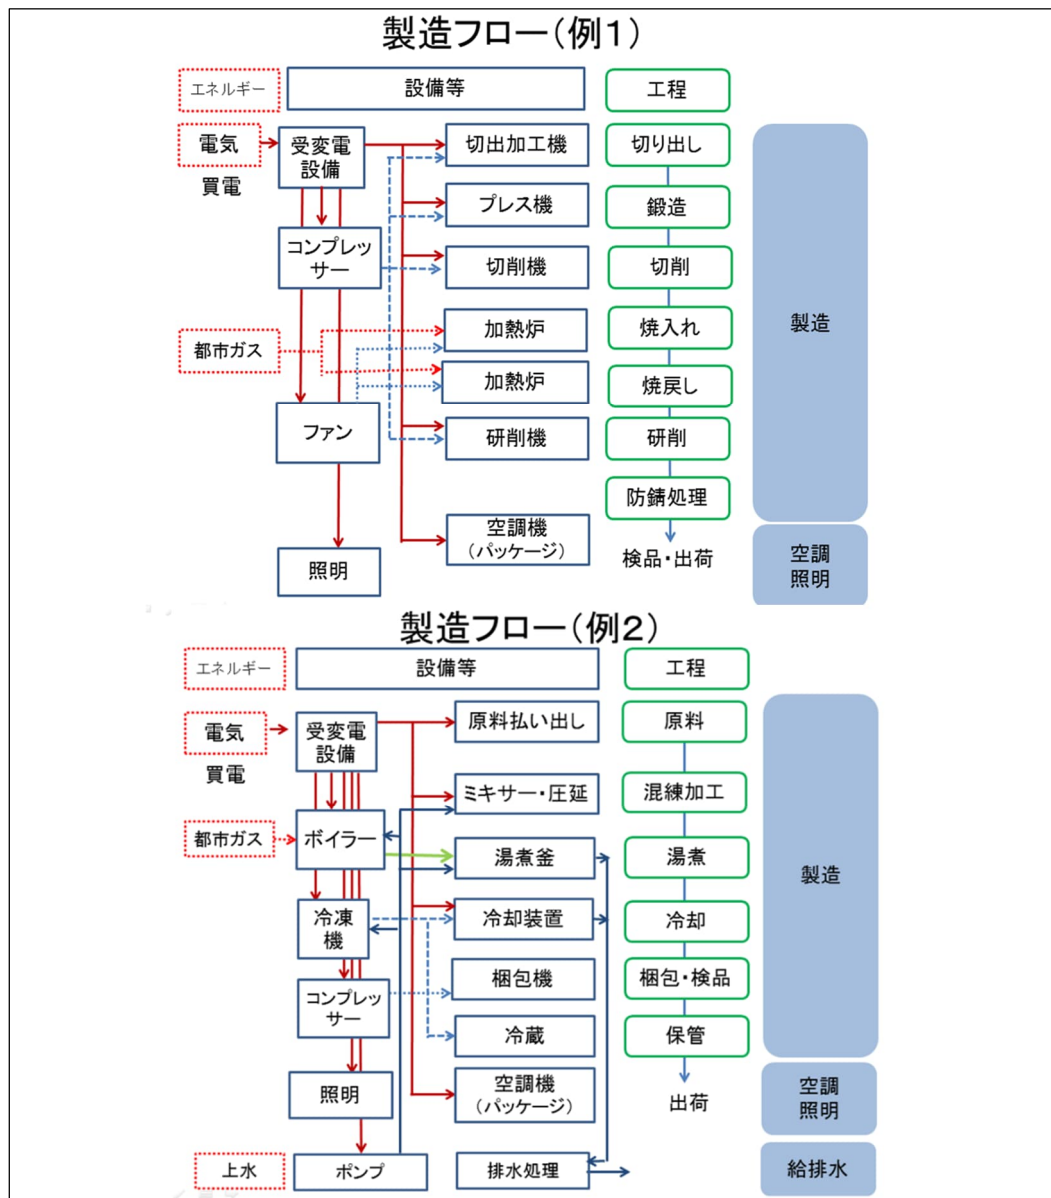 製造フロー(例1)
エネルギー
設備等
工程
電気
買電
受変電
設備
切出加工機
切り出し
プレス機
鍛造
コンプレッ
サー
切削機
切削
製造
都市ガス
加熱炉
焼入れ
加熱炉
焼戻し
ファン
研削機
研削
防錆処理
照明
空調機
(パッケージ)
検品・出荷
空調
照明
製造フロー(例2)
エネルギー
設備等
工程
電気
買電
受変電
設備
原料払い出し
原料
ミキサー・圧延
混練加工
都市ガス
ボイラー
湯煮釜
湯煮
製造
冷凍
機
冷却装置
冷却
梱包機
梱包・検品
コンプレッ
サー
冷蔵
保管
照明
空調機
(パッケージ)
出荷
空調
照明
上水
ポンプ
排水処理
給排水